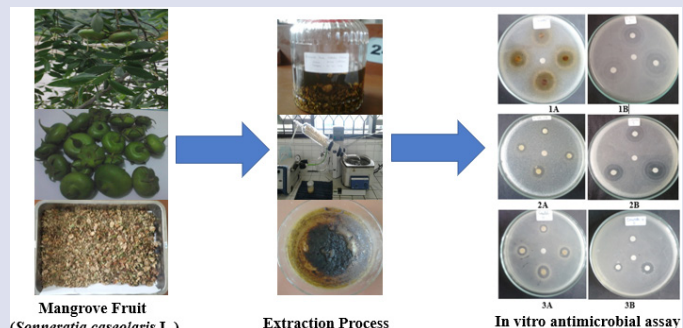 1A 1B
2A 2B
3A 3B
Mangrove Fruit
(Sonneratia caseolaris L.)
Extraction Process
In vitro antimicrobial assay